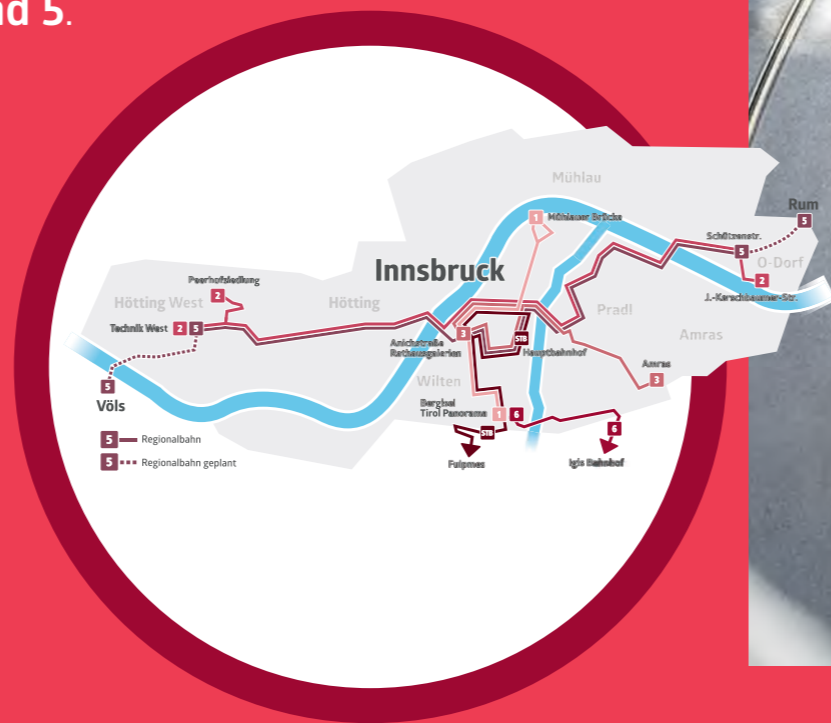 nd 5.
Mühlau
Rum
5
1 Mühlauer Brücke
Schützenstr.
5
O-Dorf
Innsbruck
Peerhofsiedlung
2
2
J.-Kerschbaumer-Str.
Hötting West
Hötting
Pradl
Technik West 2 5
Anichstraße
Rathausgalerien
3
STB
Hauptbahnhof
Amras
Amras
3
5
Völs
Wilten
Bergisel
Tirol Panorama 1 6
6
STB
Fulpmes
Igls Bahnhof
5 Regionalbahn
5 Regionalbahn geplant